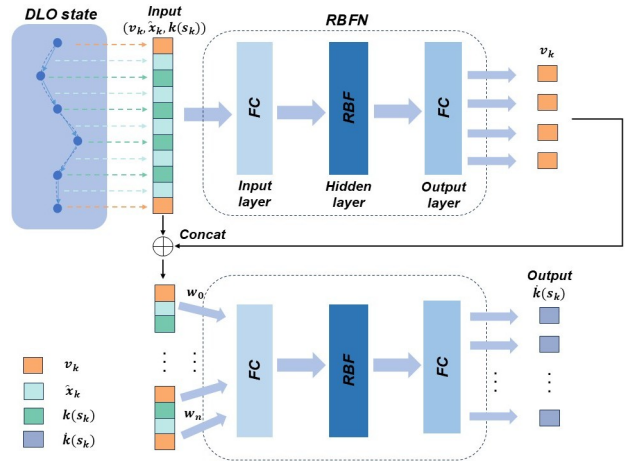 DLO state
Input
(v_k, x̂_k, k(s_k))
RBFN
v_k
FC
RBF
FC
Input
layer
Hidden
layer
Output
layer
Concat
w_0
w_n
FC
RBF
FC
Output
k̇(s_k)
v_k
x̂_k
k(s_k)
k̇(s_k)